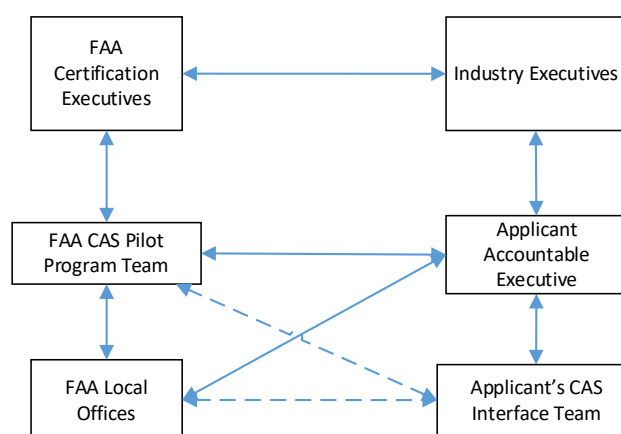 FAA
Certification
Executives
Industry Executives
FAA CAS Pilot
Program Team
Applicant
Accountable
Executive
FAA Local
Offices
Applicant’s CAS
Interface Team